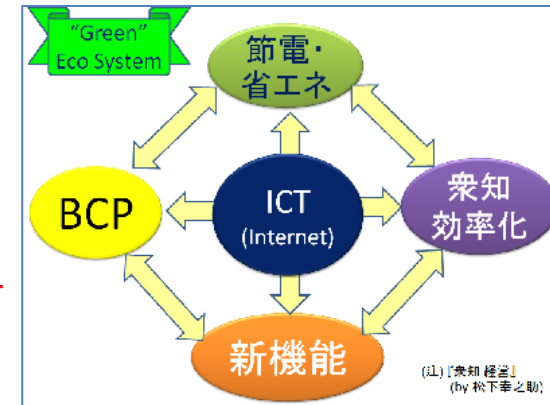 “Green”
Eco System
節電・
省エネ
BCP
ICT
(Internet)
衆知
効率化
新機能
(注)『衆知 経営』
(by 松下幸之助)